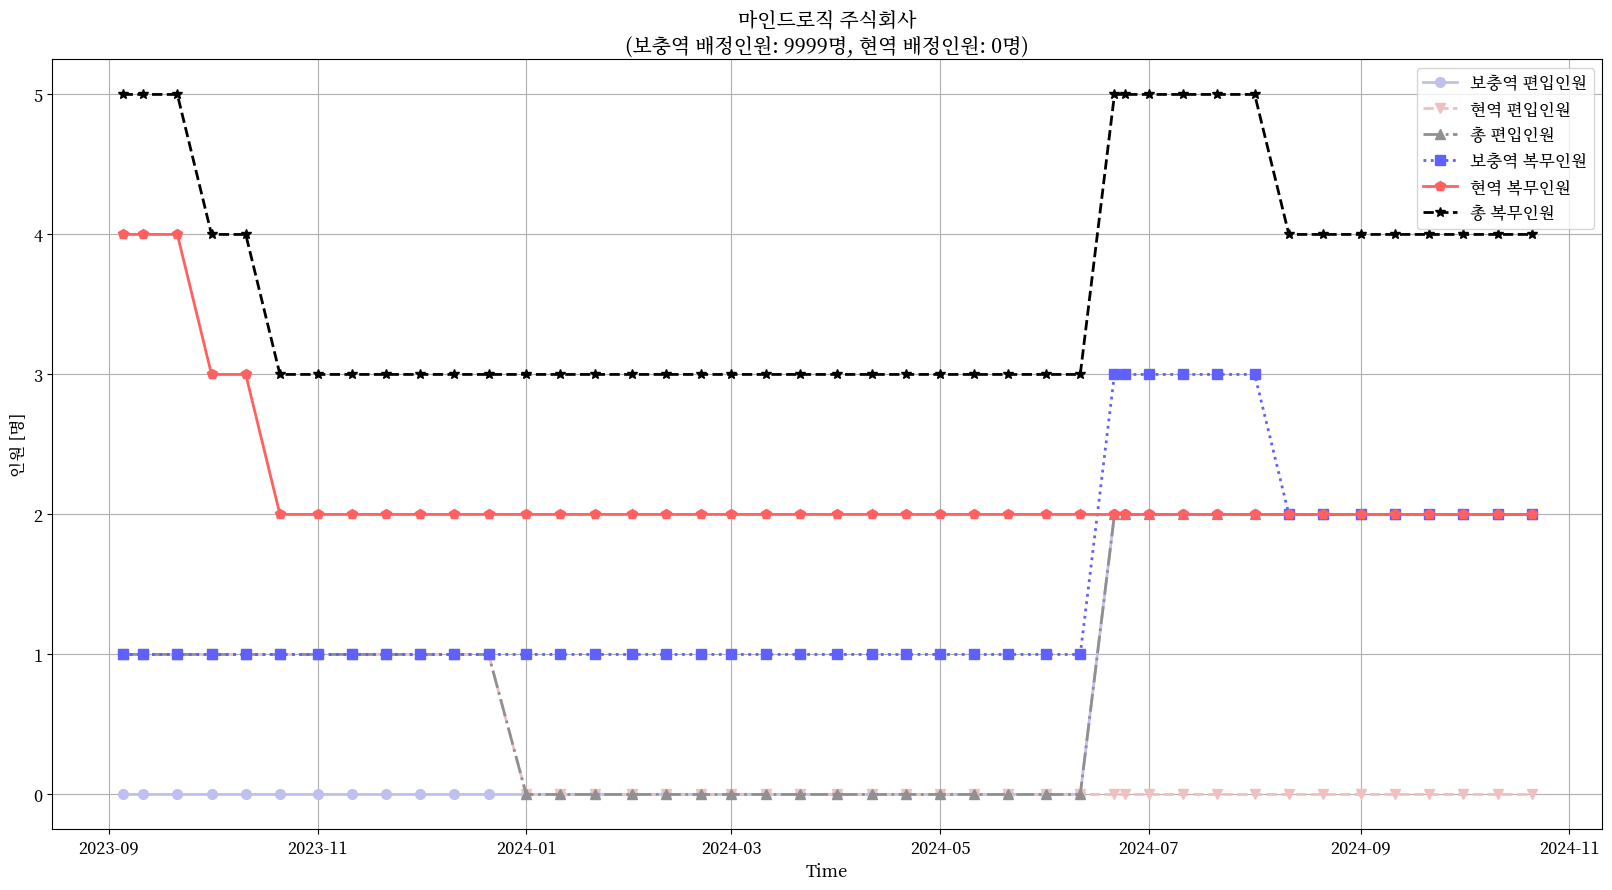 마인드로직 주식회사
(보충역 배정인원: 9999명, 현역 배정인원: 0명)
보충역 편입인원
현역 편입인원
총 편입인원
보충역 복무인원
현역 복무인원
총 복무인원
인원 [명]
5
4
3
2
1
0
2023-09
2023-11
2024-01
2024-03
2024-05
2024-07
2024-09
2024-11
Time